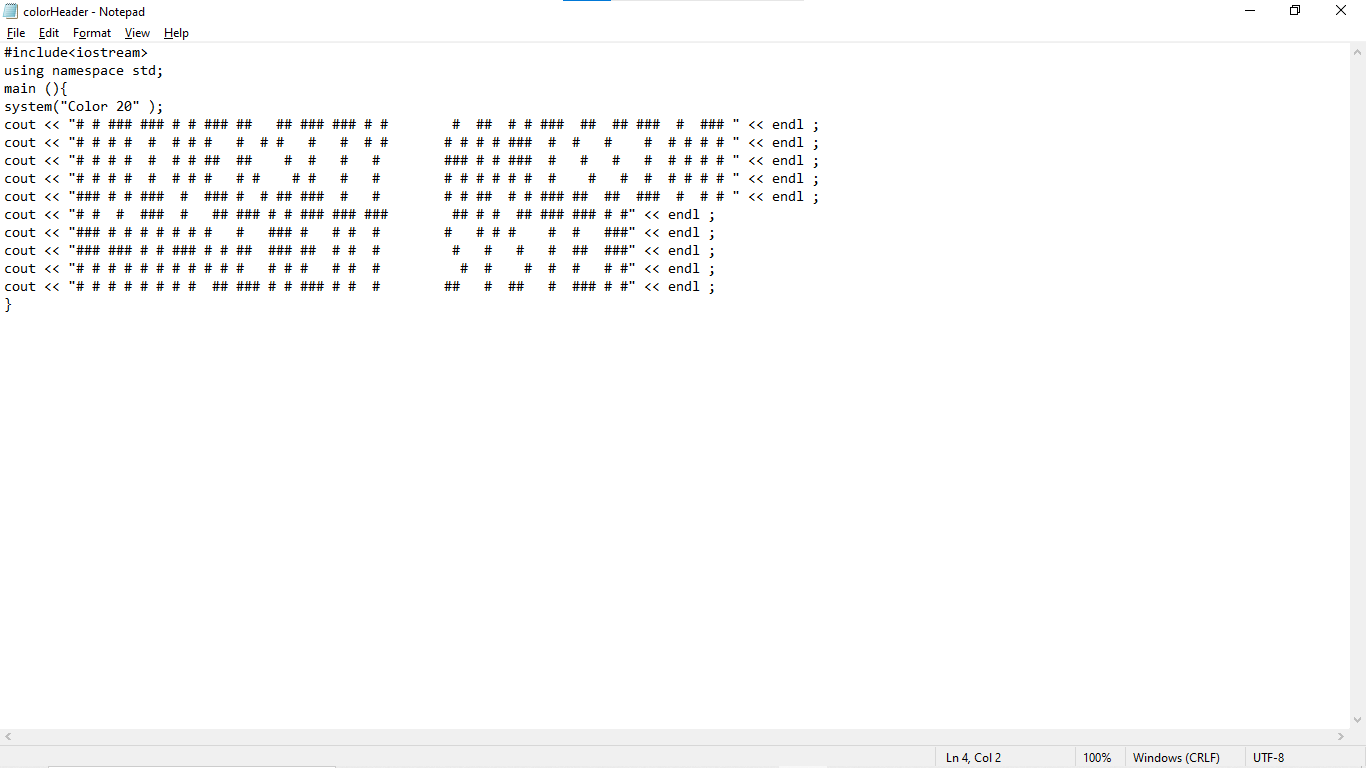 colorHeader - Notepad
File Edit Format View Help
#include<iostream>
using namespace std;
main (){
system("Color 20" );
cout << "# # ### ### # # ### ##   ## ### ### # #        #  ##  # # ###  ##  ## ###  #  ### " << endl ;
cout << "# # # #  #  # # #   #  # #   #   #  # #       # # # # ###  #  #   #    #  # # # # " << endl ;
cout << "# # # #  #  # # ##  ##    #  #   #   #        ### # # ###  #   #   #   #  # # # # " << endl ;
cout << "# # # #  #  # # #   # #    # #   #   #        # # # # # #  #    #   #  #  # # # # " << endl ;
cout << "### # # ###  #  ### #  # ## ###  #   #        # # ##  # # ### ##  ##  ###  #  # # " << endl ;
cout << "# #  #  ###  #   ## ### # # ### ### ###        ## # #  ## ### ### # #" << endl ;
cout << "### # # # # # # #   #   ### #   # #  #        #   # # #    #  #   ###" << endl ;
cout << "### ### # # ### # # ##  ### ##  # #  #         #   #   #   #  ##  ###" << endl ;
cout << "# # # # # # # # # # #   # # #   # #  #          #  #    #  #  #   # #" << endl ;
cout << "# # # # # # # #  ## ### # # ### # #  #        ##   #  ##   #  ### # #" << endl ;
}
Ln 4, Col 2 100% Windows (CRLF) UTF-8